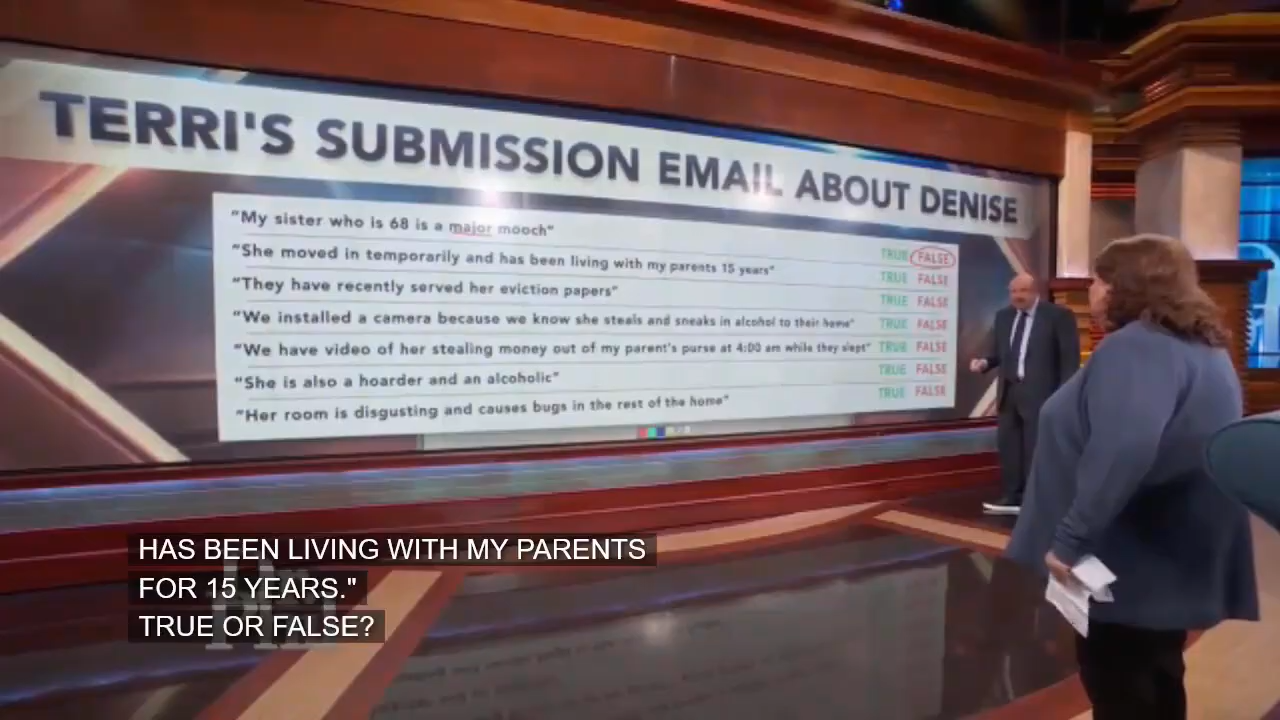 TERRI'S SUBMISSION EMAIL ABOUT DENISE
"My sister who is 68 is a major mooch" TRUE FALSE
"She moved in temporarily and has been living with my parents 15 years" TRUE FALSE
"They have recently served her eviction papers" TRUE FALSE
"We installed a camera because we know she steals and sneaks in alcohol to their home" TRUE FALSE
"We have video of her stealing money out of my parent's purse at 4:00 am while they slept" TRUE FALSE
"She is also a hoarder and an alcoholic" TRUE FALSE
"Her room is disgusting and causes bugs in the rest of the home"
HAS BEEN LIVING WITH MY PARENTS
FOR 15 YEARS."
TRUE OR FALSE?